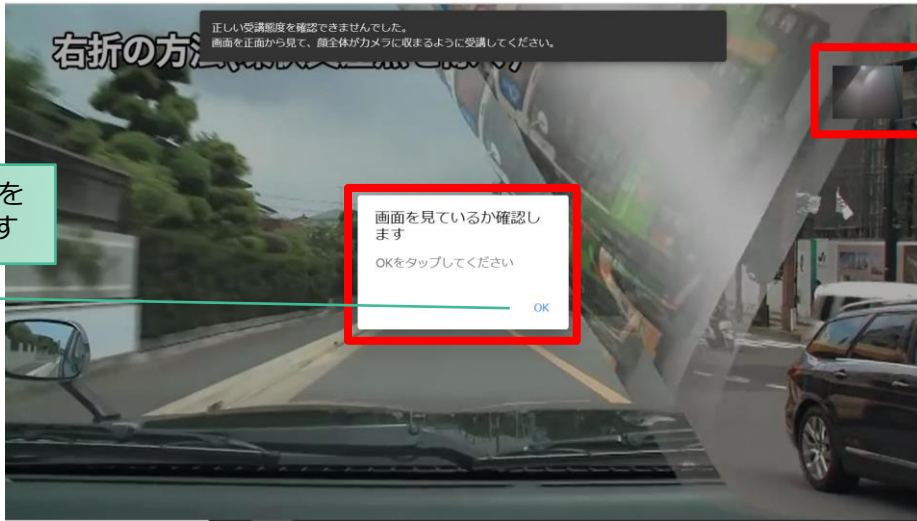 正しい受講態度を確認できませんでした。
画面を正面から見て、顔全体がカメラに収まるように受講してください。
右折の方法
を
す
画面を見ているか確認し
ます
OKをタップしてください
OK